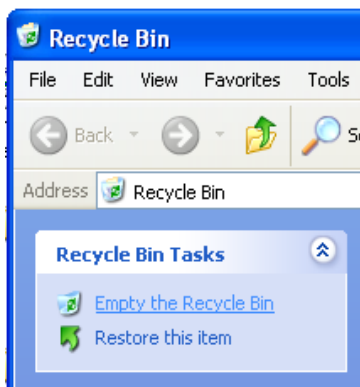 Recycle Bin
File Edit View Favorites Tools
Back
Address Recycle Bin
Recycle Bin Tasks
Empty the Recycle Bin
Restore this item